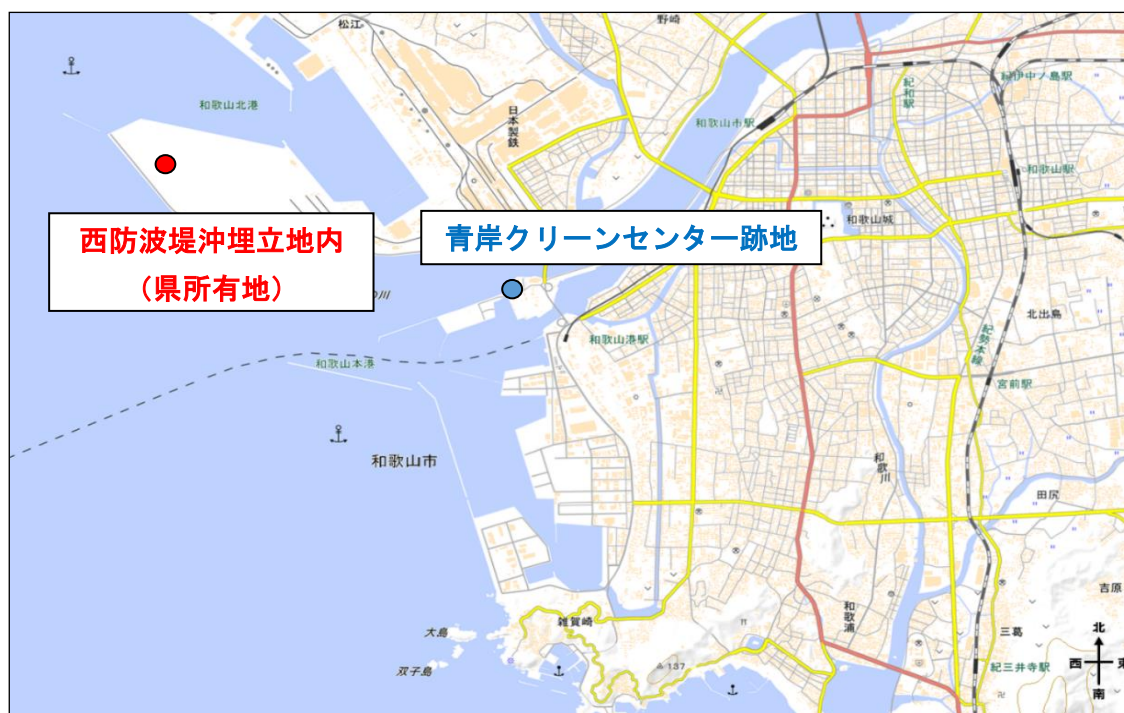 松江
野崎
紀伊中ノ島駅
和歌山北港
紀和駅
日本製鉄
和歌山市駅
和歌山駅
西防波堤沖埋立地内
（県所有地）
青岸クリーンセンター跡地
和歌山城
の川
北出島
和歌山港駅
紀勢本線
和歌山本港
宮前駅
和歌山市
和歌川
田尻
吉原
雑賀崎
和歌浦
大島
三葛
双子島
137
紀三井寺駅
北
西
東
南